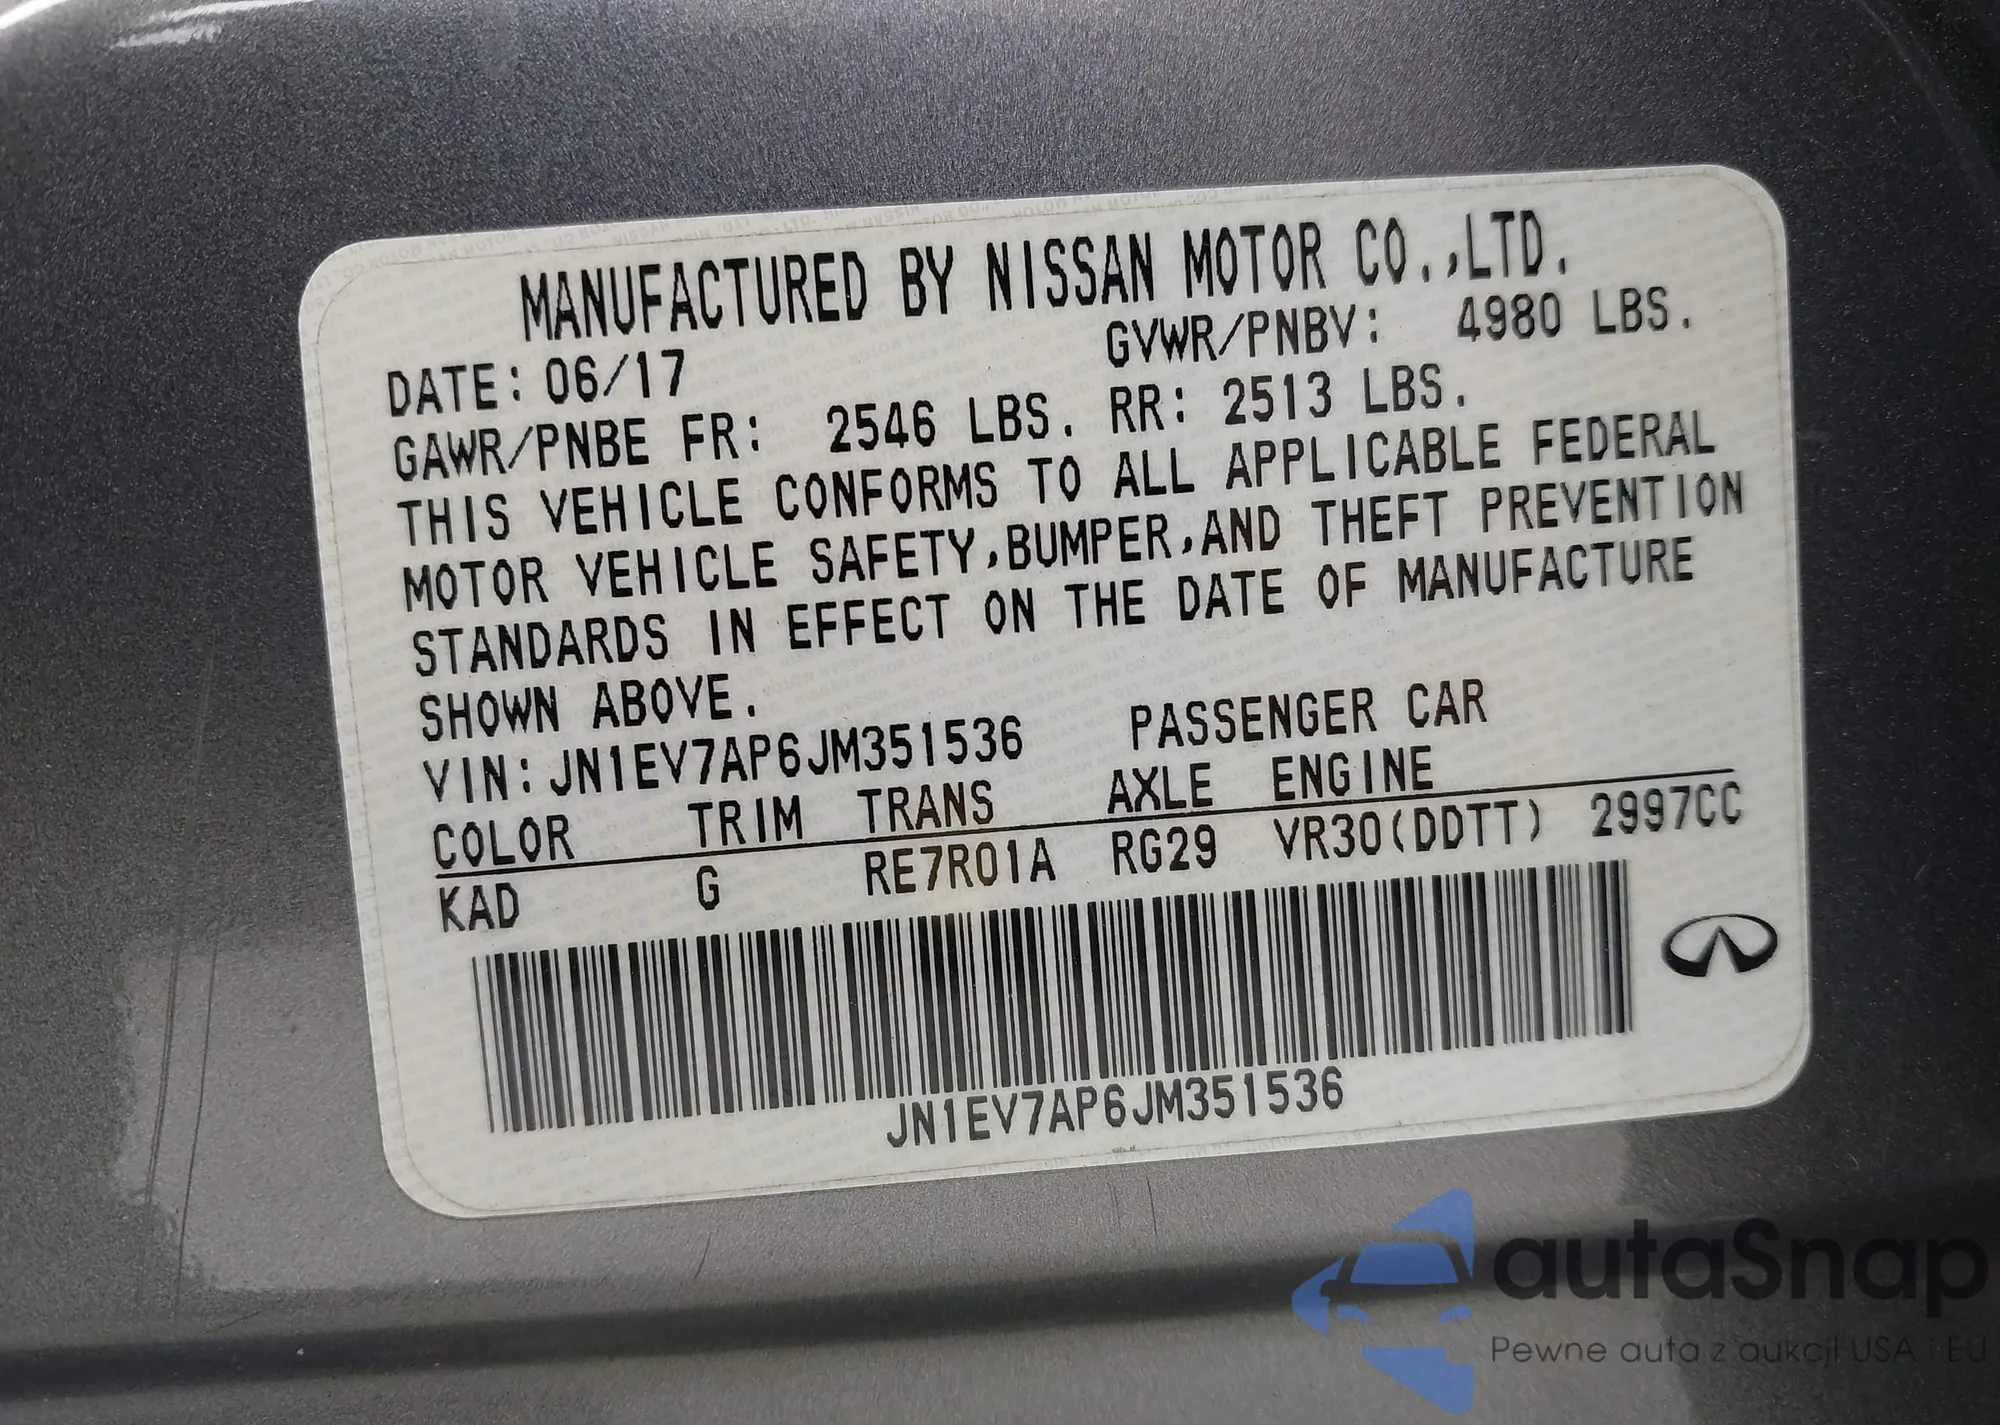 MANUFACTURED BY NISSAN MOTOR CO.,LTD.
DATE: 06/17 GVWR/PNBV: 4980 LBS.
GAWR/PNBE FR: 2546 LBS. RR: 2513 LBS.
THIS VEHICLE CONFORMS TO ALL APPLICABLE FEDERAL
MOTOR VEHICLE SAFETY,BUMPER,AND THEFT PREVENTION
STANDARDS IN EFFECT ON THE DATE OF MANUFACTURE
SHOWN ABOVE.
VIN:JN1EV7AP6JM351536 PASSENGER CAR
COLOR TRIM TRANS AXLE ENGINE
KAD G RE7R01A RG29 VR30(DDTT) 2997CC
JN1EV7AP6JM351536
autaSnap
Pewne auta z aukcji USA i EU